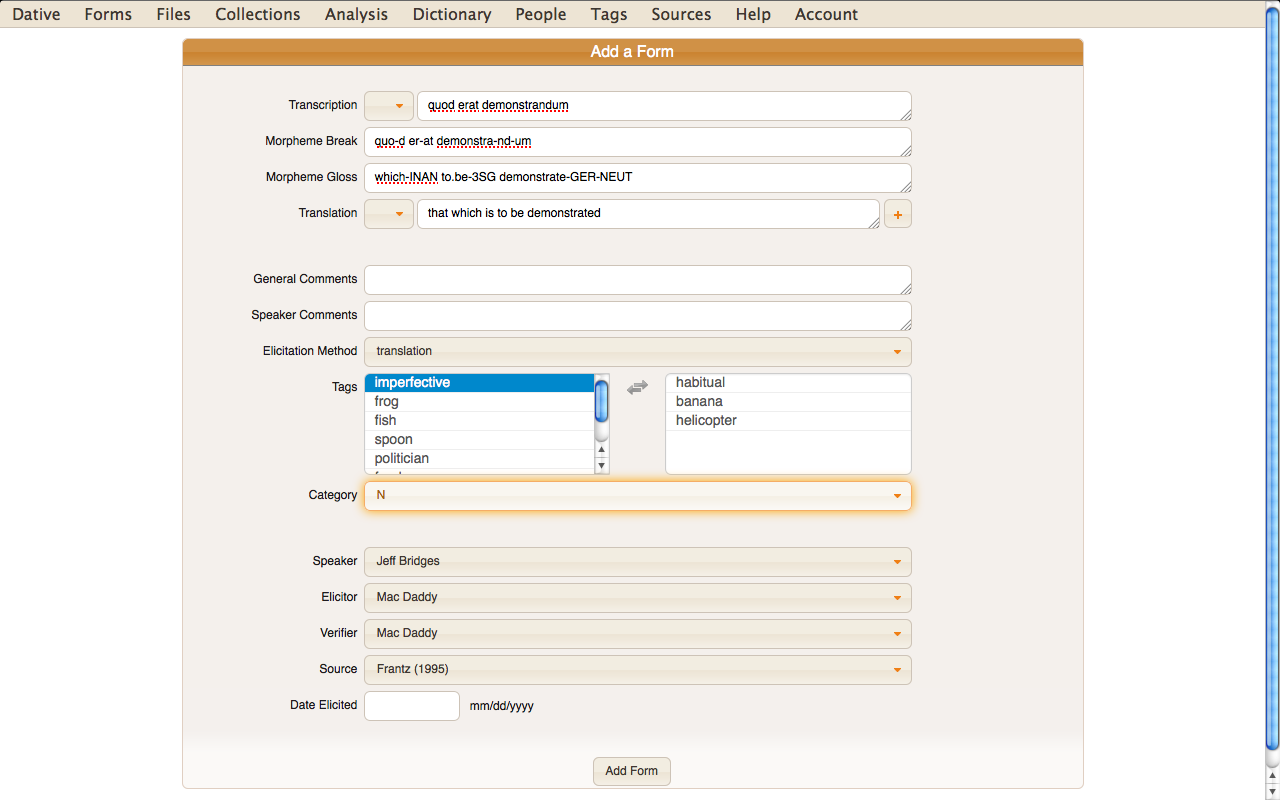 Dative Forms Files Collections Analysis Dictionary People Tags Sources Help Account
Add a Form
Transcription quod erat demonstrandum
Morpheme Break quo-d er-at demonstra-nd-um
Morpheme Gloss which-INAN to.be-3SG demonstrate-GER-NEUT
Translation that which is to be demonstrated +
General Comments
Speaker Comments
Elicitation Method translation
Tags imperfective habitual
frog banana
fish helicopter
spoon
politician
Category N
Speaker Jeff Bridges
Elicitor Mac Daddy
Verifier Mac Daddy
Source Frantz (1995)
Date Elicited mm/dd/yyyy
Add Form